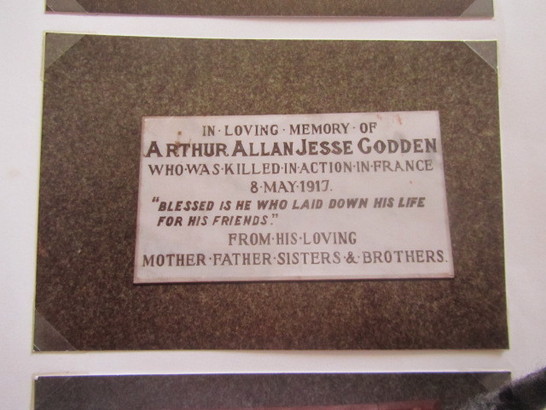 IN·LOVING·MEMORY·OF
ARTHUR ALLAN JESSE GODDEN
WHO·WAS·KILLED·IN·ACTION·IN·FRANCE
8·MAY·1917.
"BLESSED IS HE WHO LAID DOWN HIS LIFE
FOR HIS FRIENDS."
FROM·HIS·LOVING
MOTHER·FATHER·SISTERS·&·BROTHERS.